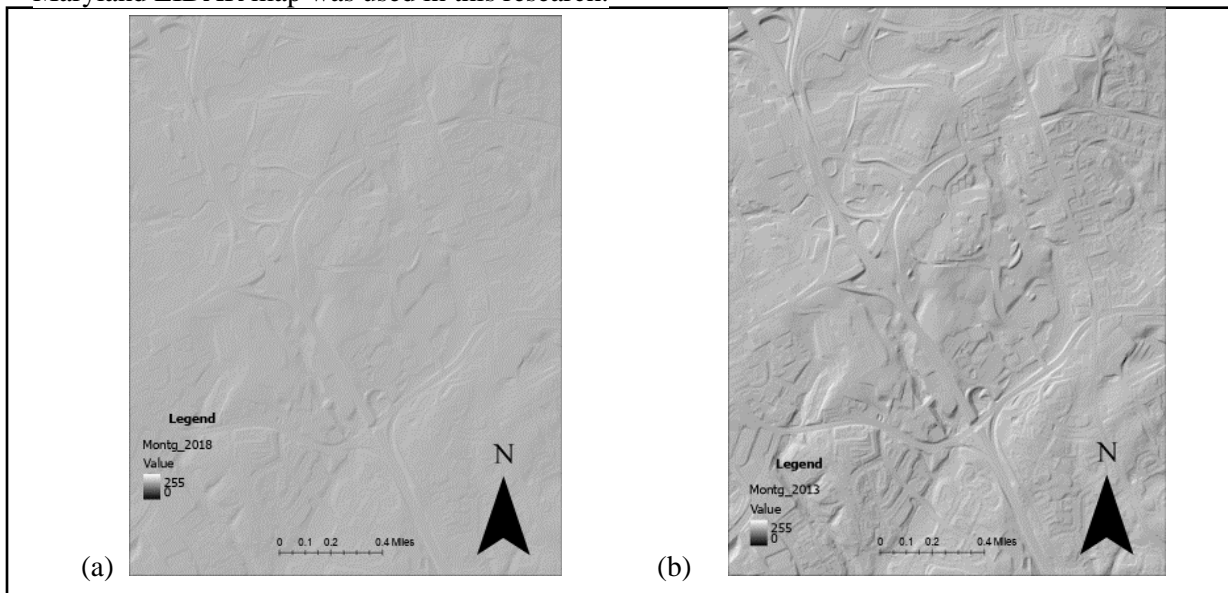 Maryland LIDAR map was used in this research.
Legend
Montg_2018
Value
255
0
N
0 0.1 0.2 0.4 Miles
(a)
Legend
Montg_2013
Value
255
0
N
0 0.1 0.2 0.4 Miles
(b)